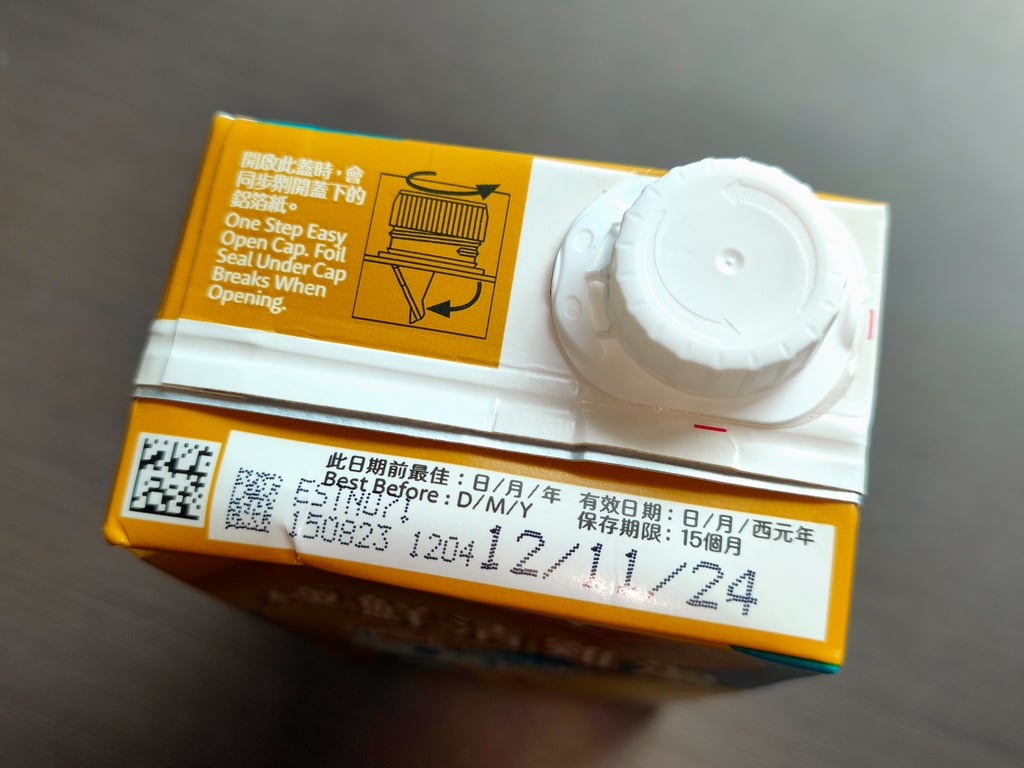 開啟此蓋時，會
同步劏開蓋下的
鋁箔紙。
One Step Easy
Open Cap. Foil
Seal Under Cap
Breaks When
Opening.
此日期前最佳：日/月/年
Best Before : D/M/Y
有效日期：日/月/西元年
保存期限：15個月
150823 1204
12/11/24